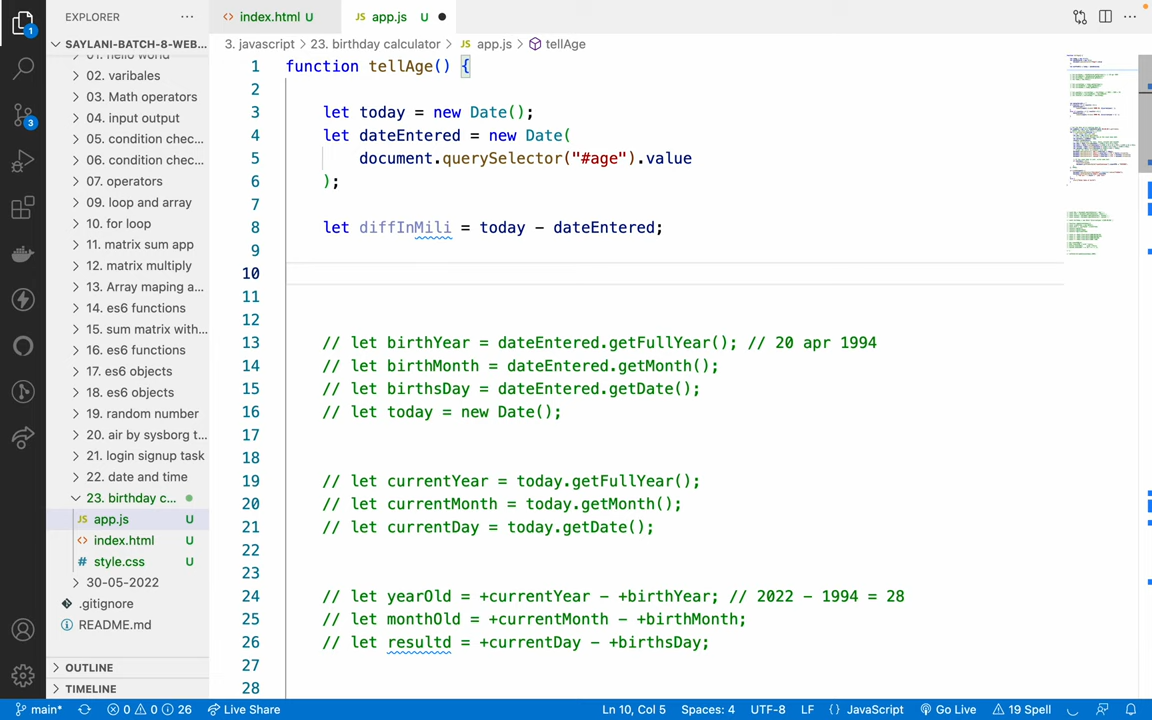 EXPLORER
index.html U
JS app.js U
SAYLANI-BATCH-8-WEB...
3. javascript > 23. birthday calculator > JS app.js > tellAge
02. varibales
03. Math operators
04. input output
05. condition chec...
06. condition chec...
07. operators
09. loop and array
10. for loop
11. matrix sum app
12. matrix multiply
13. Array maping a...
14. es6 functions
15. sum matrix with...
16. es6 functions
17. es6 objects
18. es6 objects
19. random number
20. air by sysborg t...
21. login signup task
22. date and time
23. birthday c...
JS app.js U
index.html U
# style.css U
30-05-2022
.gitignore
README.md
OUTLINE
TIMELINE
1
3
1 function tellAge() {
2
3 let today = new Date();
4 let dateEntered = new Date(
5 document.querySelector("#age").value
6 );
7
8 let diffInMili = today - dateEntered;
9
10
11
12
13 // let birthYear = dateEntered.getFullYear(); // 20 apr 1994
14 // let birthMonth = dateEntered.getMonth();
15 // let birthsDay = dateEntered.getDate();
16 // let today = new Date();
17
18
19 // let currentYear = today.getFullYear();
20 // let currentMonth = today.getMonth();
21 // let currentDay = today.getDate();
22
23
24 // let yearOld = +currentYear - +birthYear; // 2022 - 1994 = 28
25 // let monthOld = +currentMonth - +birthMonth;
26 // let resultd = +currentDay - +birthsDay;
27
28
main* 0 0 26 Live Share Ln 10, Col 5 Spaces: 4 UTF-8 LF {} JavaScript Go Live 19 Spell